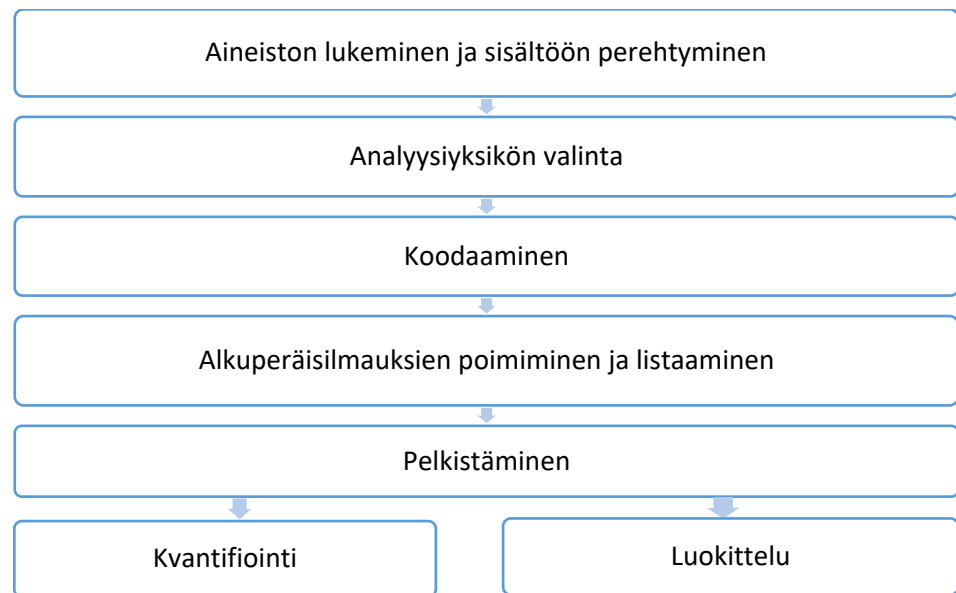 Aineiston lukeminen ja sisältöön perehtyminen
Analyysiyksikön valinta
Koodaaminen
Alkuperäisilmauksien poimiminen ja listaaminen
Pelkistäminen
Kvantifiointi
Luokittelu